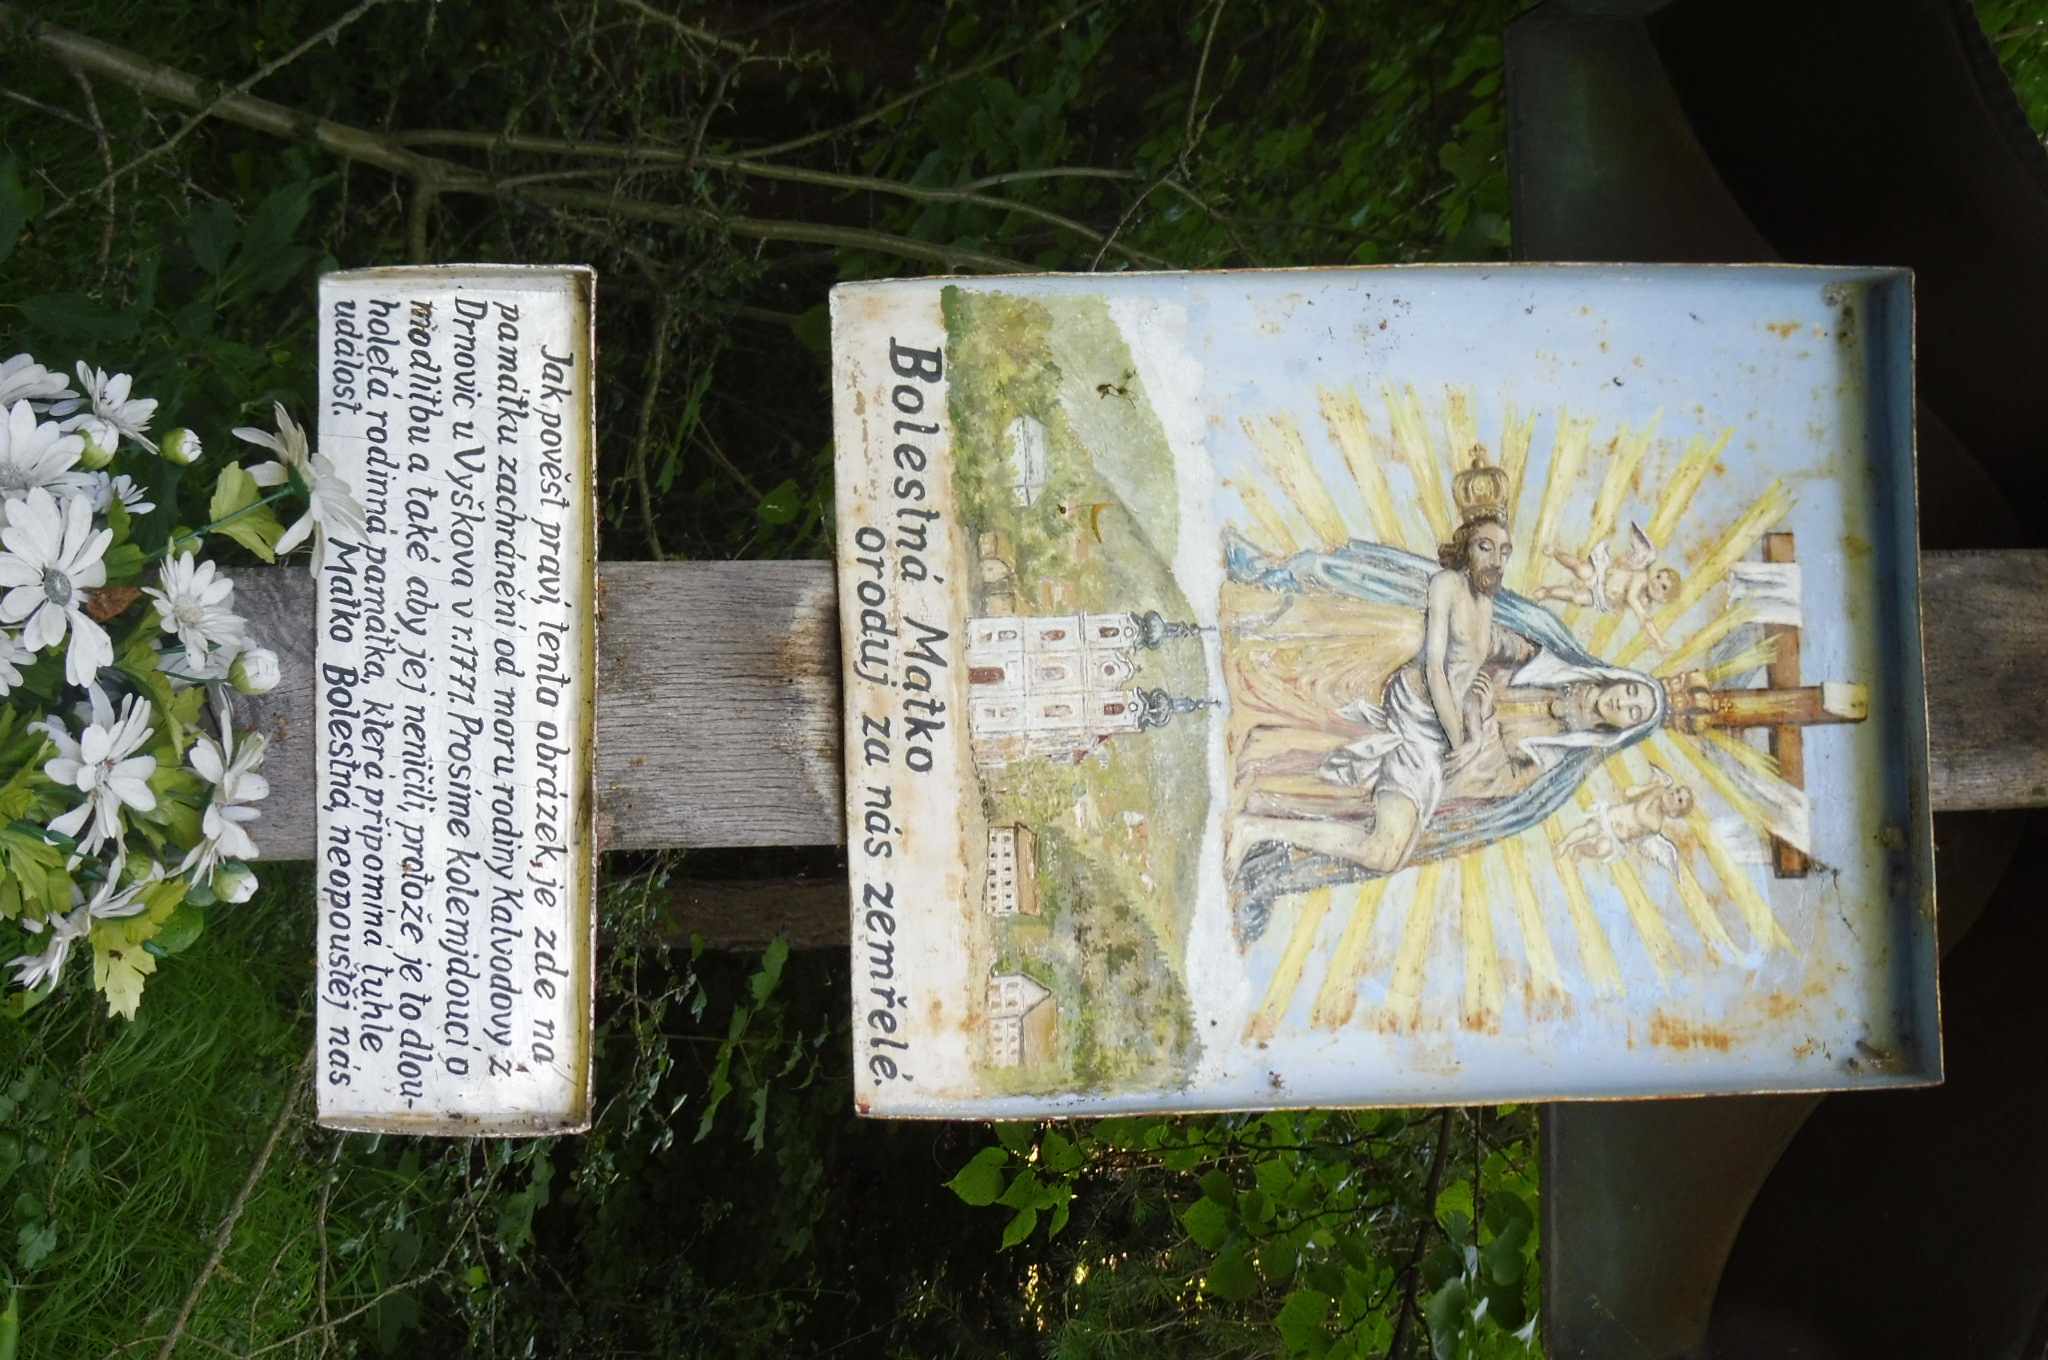 Bolestná Matko
oroduj za nás zemřelé.
Jak pověst praví, tento obrázek, je zde na
památku zachránění od moru rodiny Kalvodovy z
Drnovic u Vyškova v r. 1771. Prosíme kolemjdoucí o
modlitbu a také aby jej neničili, protože je to dlou-
holetá rodinná památka, která připomíná tuhle
událost. Matko Bolestná, neopouštěj nás